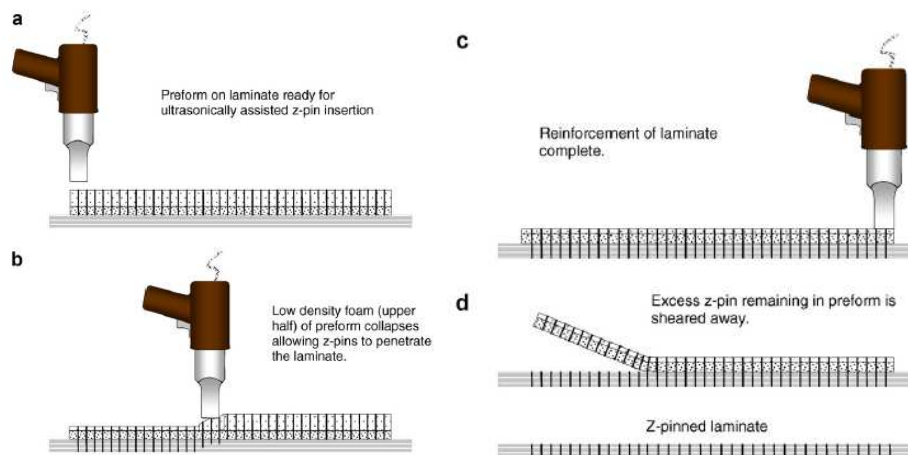 a
Preform on laminate ready for
ultrasonically assisted z-pin insertion
b
Low density foam (upper
half) of preform collapses
allowing z-pins to penetrate
the laminate.
c
Reinforcement of laminate
complete.
d
Excess z-pin remaining in preform is
sheared away.
Z-pinned laminate